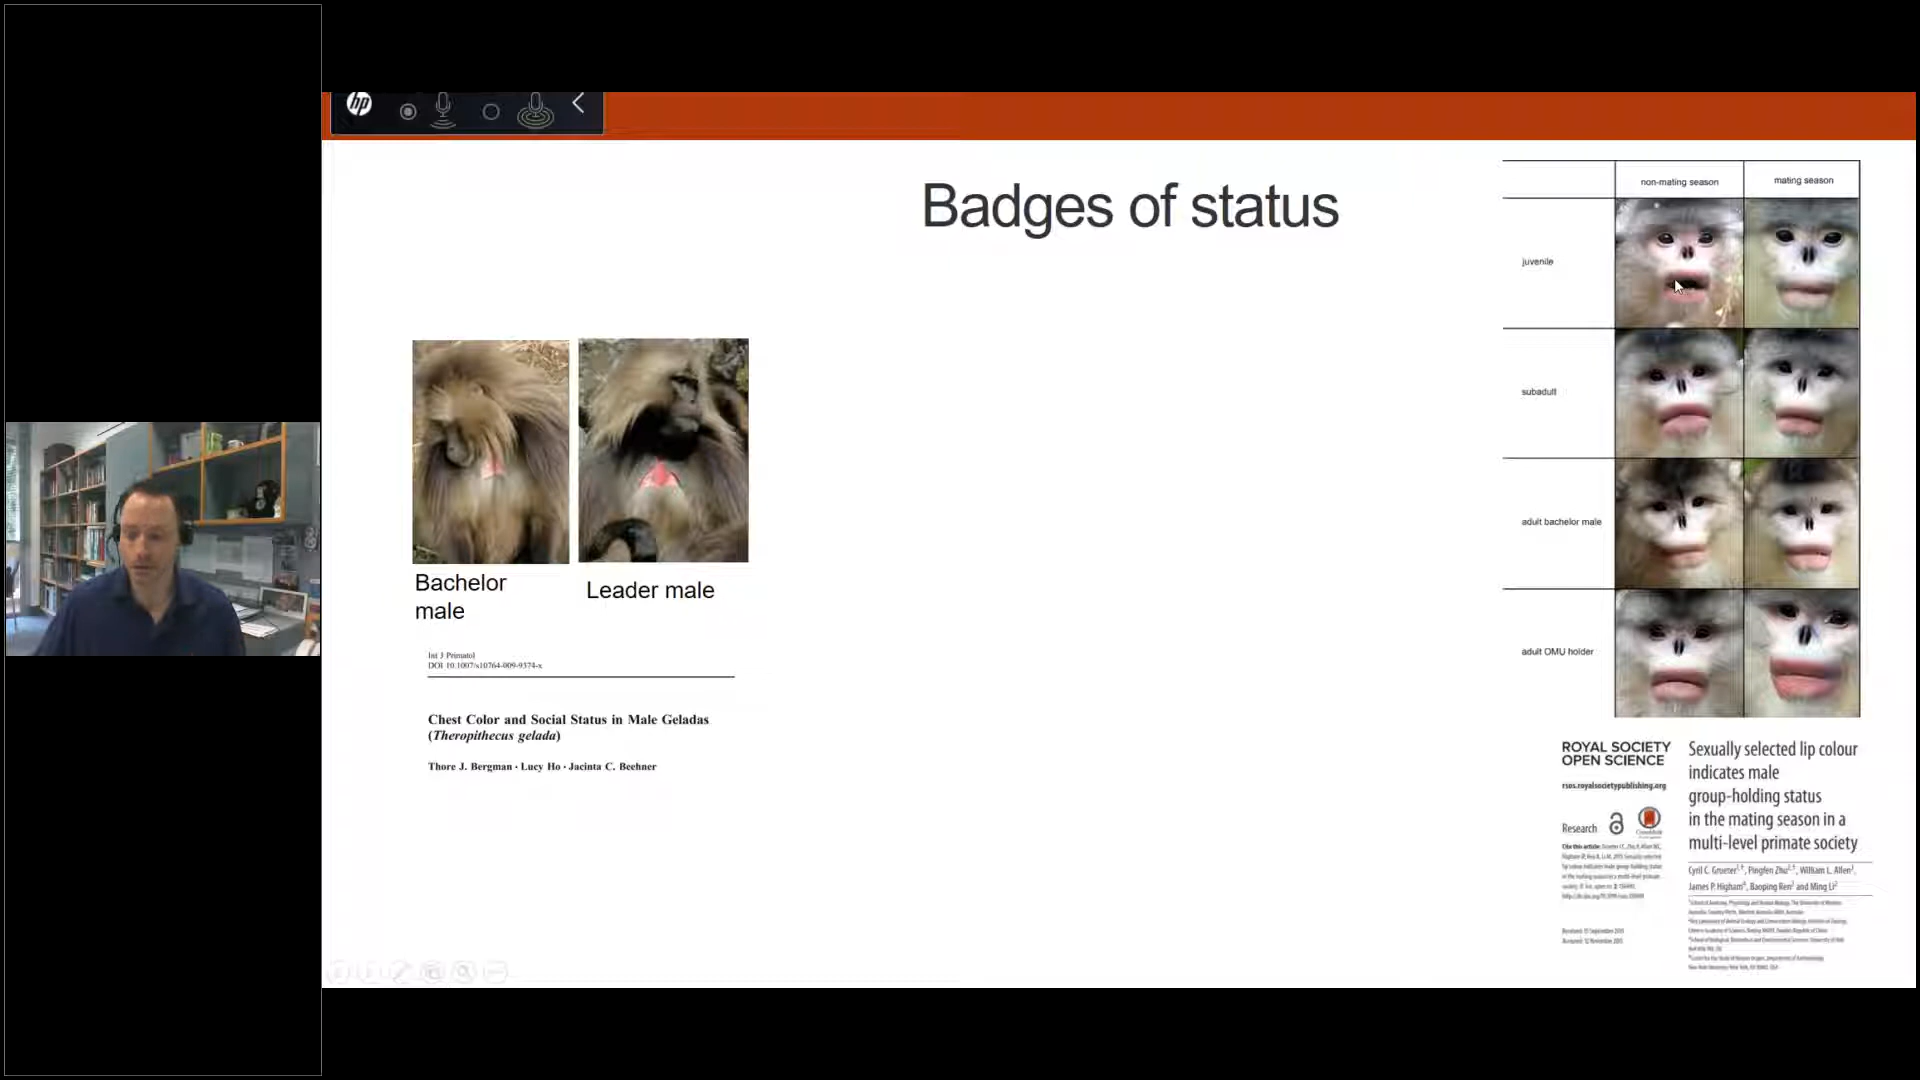 hp
Badges of status
non-mating season
mating season
juvenile
subadult
adult bachelor male
adult OMU holder
Bachelor
male
Leader male
Int J Primatol
DOI 10.1007/s10764-009-9374-x
Chest Color and Social Status in Male Geladas
(Theropithecus gelada)
Thore J. Bergman · Lucy Ho · Jacinta C. Beehner
ROYAL SOCIETY
OPEN SCIENCE
rsos.royalsocietypublishing.org
Research
Sexually selected lip colour
indicates male
group-holding status
in the mating season in a
multi-level primate society
Cyril C. Grueter, Pingfen Zhu, William L. Allen,
James P. Higham, Baoping Ren and Ming Li